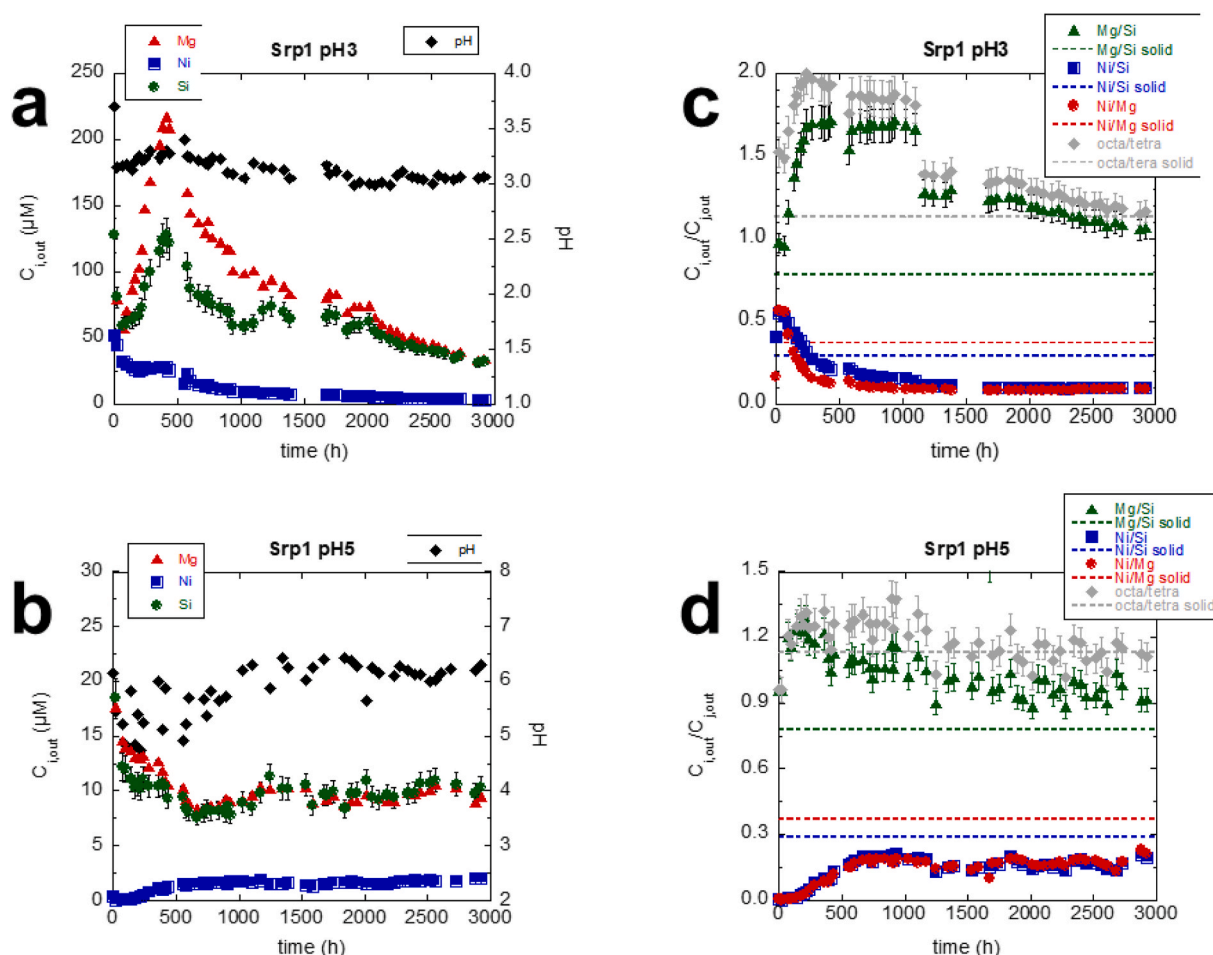 a
Srp1 pH3
Mg
Ni
Si
pH
250
200
150
100
50
0
C i,out (µM)
4.0
3.5
3.0
2.5
2.0
1.5
1.0
pH
0 500 1000 1500 2000 2500 3000
time (h)
c
Srp1 pH3
Mg/Si
Mg/Si solid
Ni/Si
Ni/Si solid
Ni/Mg
Ni/Mg solid
octa/tetra
octa/tera solid
2.0
1.6
1.2
0.8
0.4
0.0
C i,out /C j,out
0 500 1000 1500 2000 2500 3000
time (h)
b
Srp1 pH5
Mg
Ni
Si
pH
30
25
20
15
10
5
0
C i,out (µM)
8
7
6
5
4
3
2
pH
0 500 1000 1500 2000 2500 3000
time (h)
d
Srp1 pH5
Mg/Si
Mg/Si solid
Ni/Si
Ni/Si solid
Ni/Mg
Ni/Mg solid
octa/tetra
octa/tetra solid
1.5
1.2
0.9
0.6
0.3
0.0
C i,out /C j,out
0 500 1000 1500 2000 2500 3000
time (h)